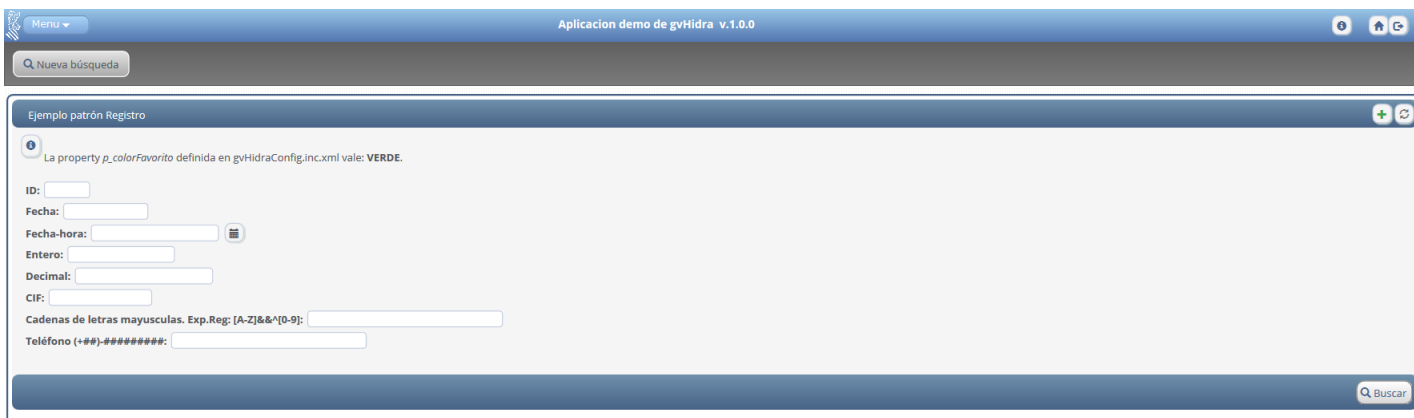 Menu
Aplicacion demo de gvHidra v.1.0.0
Nueva búsqueda
Ejemplo patrón Registro
La property p_colorFavorito definida en gvHidraConfig.inc.xml vale: VERDE.
ID:
Fecha:
Fecha-hora:
Entero:
Decimal:
CIF:
Cadenas de letras mayusculas. Exp.Reg: [A-Z]&&^[0-9]:
Teléfono (+##)-#########:
Buscar